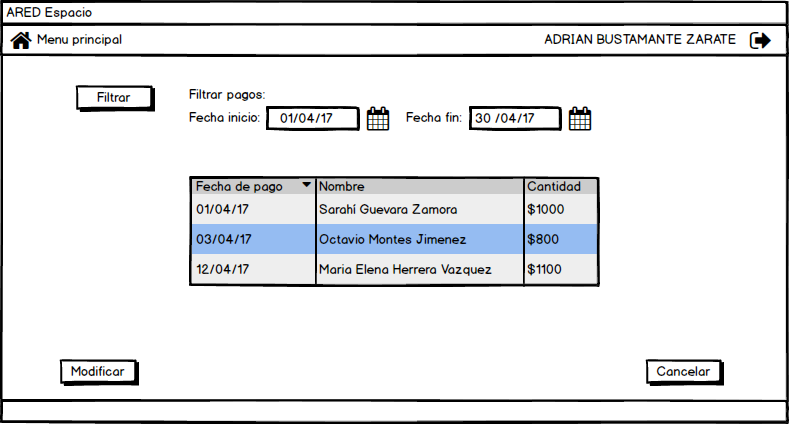 ARED Espacio
Menu principal ADRIAN BUSTAMANTE ZARATE
Filtrar
Filtrar pagos:
Fecha inicio: 01/04/17 Fecha fin: 30 /04/17
Fecha de pago Nombre Cantidad
01/04/17 Sarahí Guevara Zamora $1000
03/04/17 Octavio Montes Jimenez $800
12/04/17 Maria Elena Herrera Vazquez $1100
Modificar Cancelar